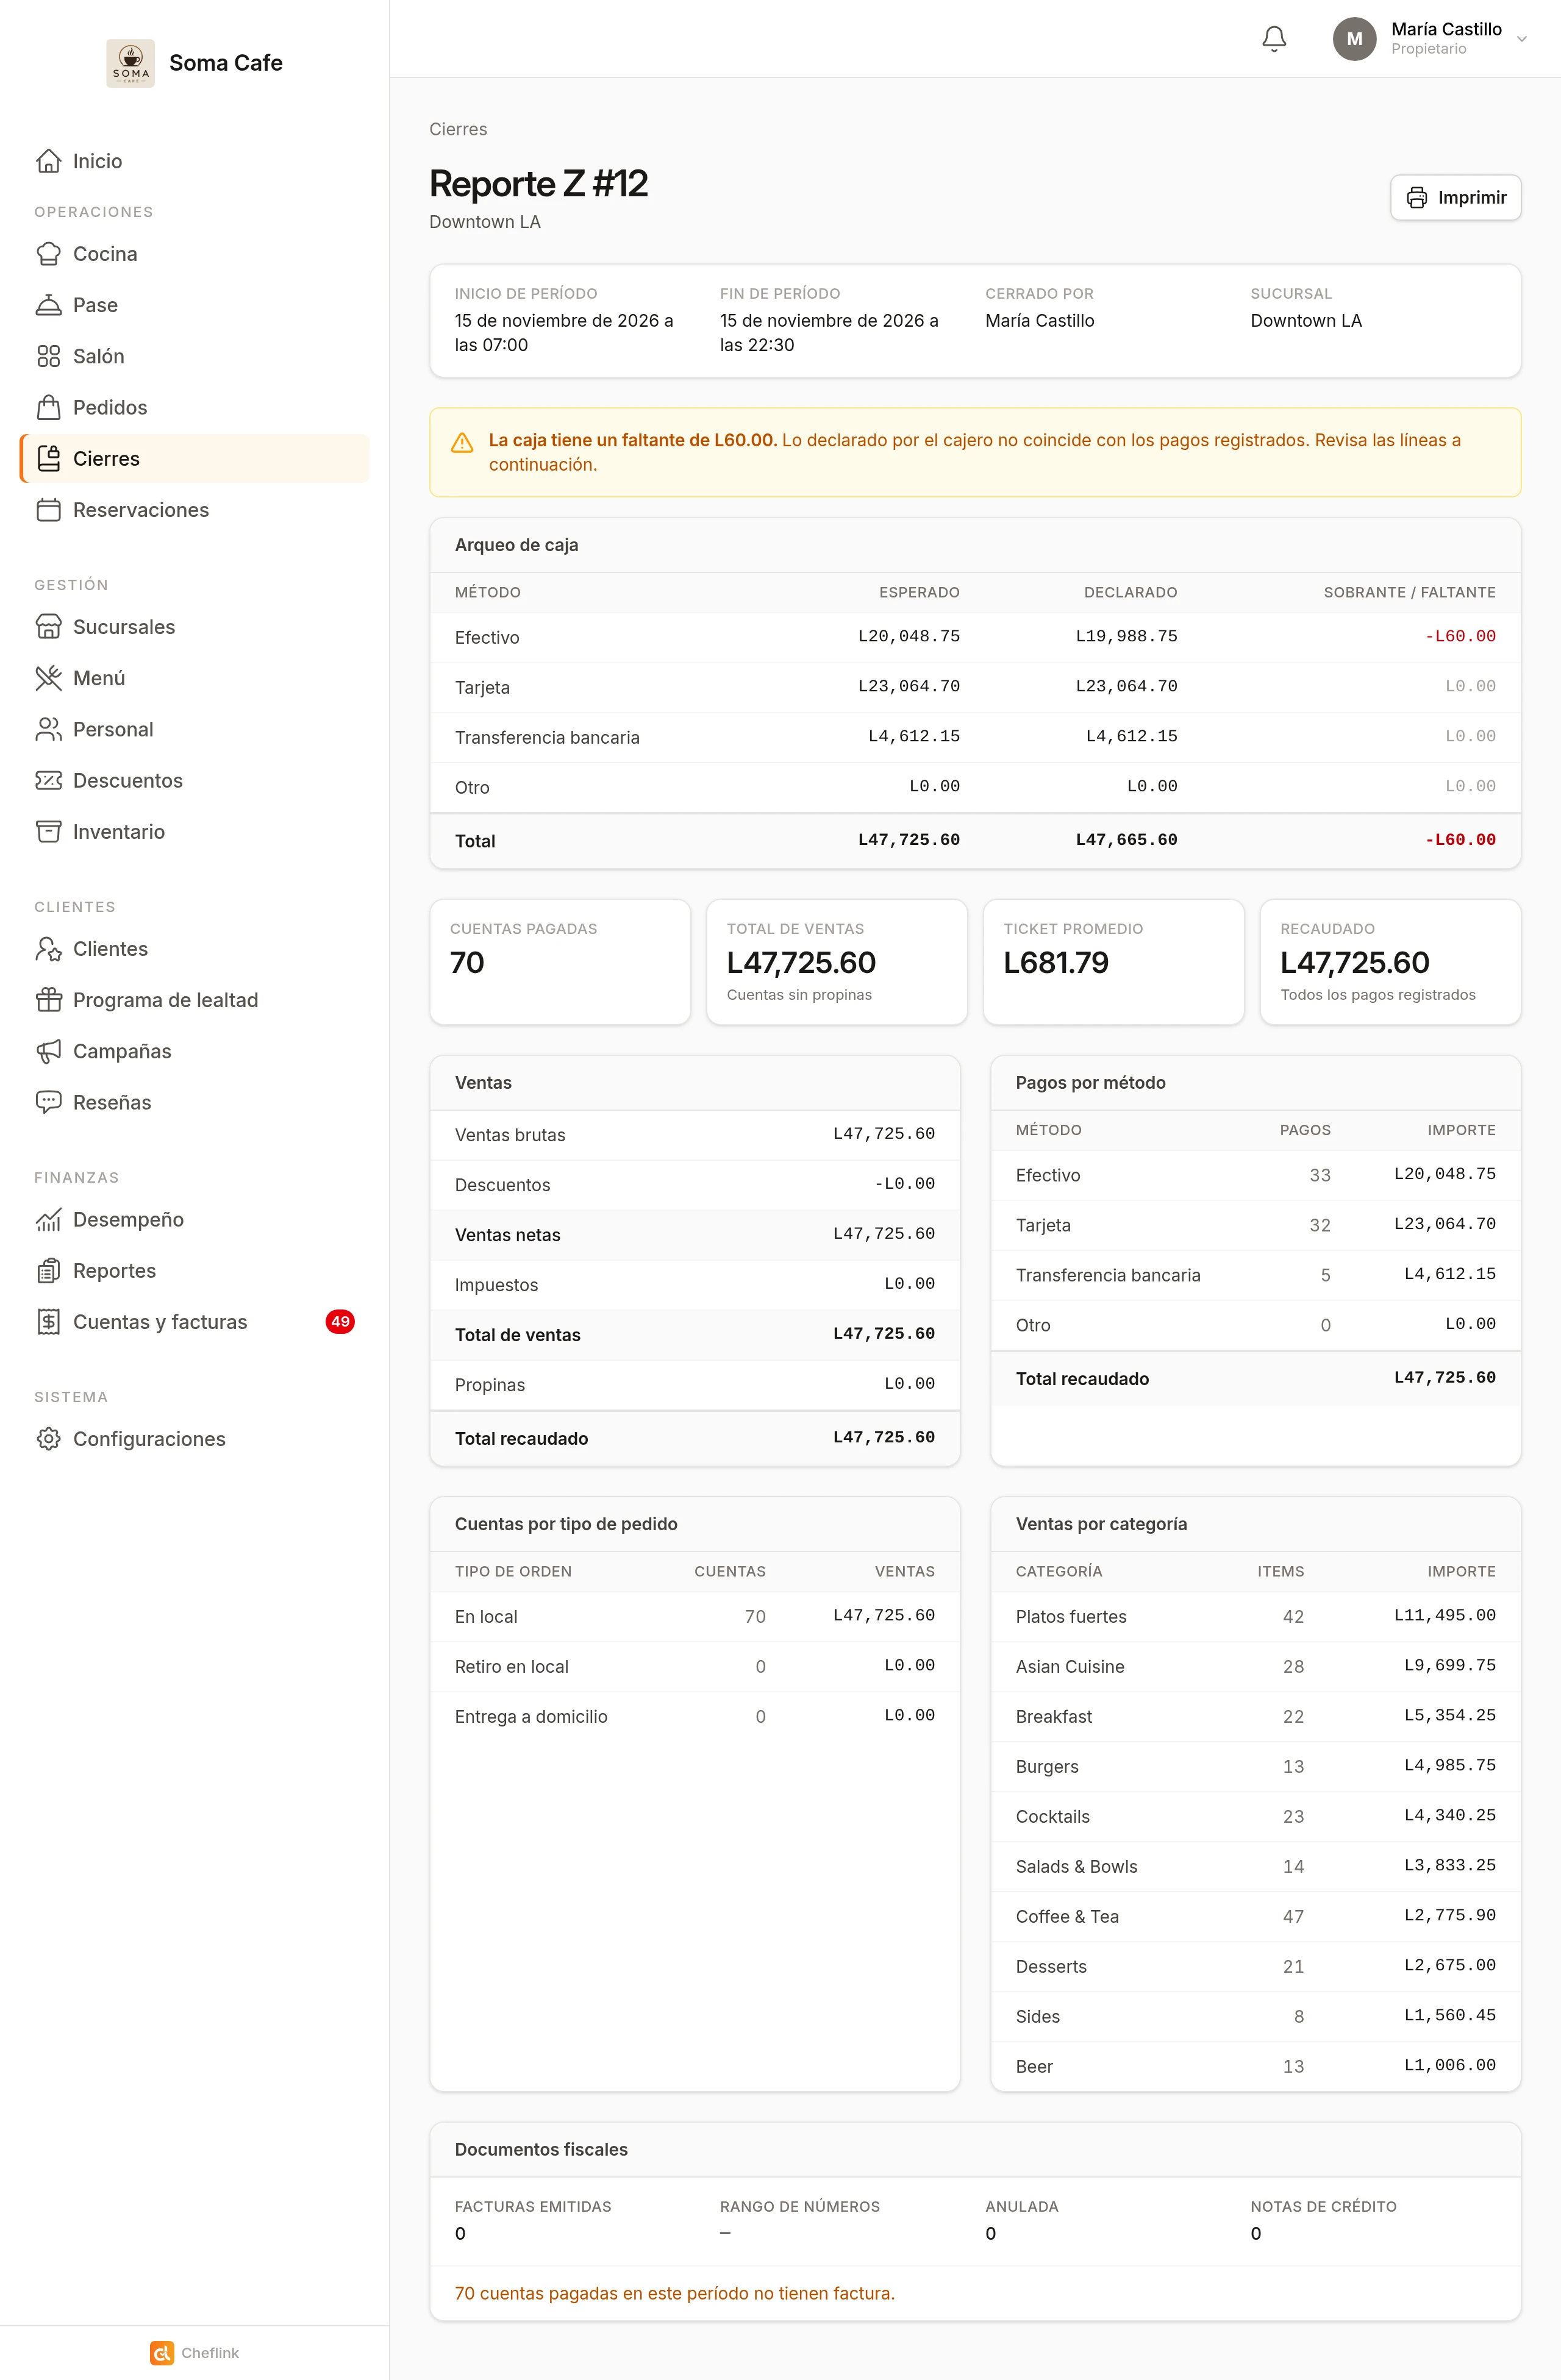 SOMA
CAFE
Soma Cafe
Inicio
OPERACIONES
Cocina
Pase
Salón
Pedidos
Cierres
Reservaciones
GESTIÓN
Sucursales
Menú
Personal
Descuentos
Inventario
CLIENTES
Clientes
Programa de lealtad
Campañas
Reseñas
FINANZAS
Desempeño
Reportes
Cuentas y facturas 49
SISTEMA
Configuraciones
Cheflink
M
María Castillo
Propietario
Cierres
Reporte Z #12
Downtown LA
Imprimir
INICIO DE PERÍODO FIN DE PERÍODO CERRADO POR SUCURSAL
15 de noviembre de 2026 a 15 de noviembre de 2026 a María Castillo Downtown LA
las 07:00 las 22:30
La caja tiene un faltante de L60.00. Lo declarado por el cajero no coincide con los pagos registrados. Revisa las líneas a
continuación.
Arqueo de caja
MÉTODO ESPERADO DECLARADO SOBRANTE / FALTANTE
Efectivo L20,048.75 L19,988.75 -L60.00
Tarjeta L23,064.70 L23,064.70 L0.00
Transferencia bancaria L4,612.15 L4,612.15 L0.00
Otro L0.00 L0.00 L0.00
Total L47,725.60 L47,665.60 -L60.00
CUENTAS PAGADAS
70
TOTAL DE VENTAS
L47,725.60
Cuentas sin propinas
TICKET PROMEDIO
L681.79
RECAUDADO
L47,725.60
Todos los pagos registrados
Ventas
Ventas brutas L47,725.60
Descuentos -L0.00
Ventas netas L47,725.60
Impuestos L0.00
Total de ventas L47,725.60
Propinas L0.00
Total recaudado L47,725.60
Pagos por método
MÉTODO PAGOS IMPORTE
Efectivo 33 L20,048.75
Tarjeta 32 L23,064.70
Transferencia bancaria 5 L4,612.15
Otro 0 L0.00
Total recaudado L47,725.60
Cuentas por tipo de pedido
TIPO DE ORDEN CUENTAS VENTAS
En local 70 L47,725.60
Retiro en local 0 L0.00
Entrega a domicilio 0 L0.00
Ventas por categoría
CATEGORÍA ITEMS IMPORTE
Platos fuertes 42 L11,495.00
Asian Cuisine 28 L9,699.75
Breakfast 22 L5,354.25
Burgers 13 L4,985.75
Cocktails 23 L4,340.25
Salads & Bowls 14 L3,833.25
Coffee & Tea 47 L2,775.90
Desserts 21 L2,675.00
Sides 8 L1,560.45
Beer 13 L1,006.00
Documentos fiscales
FACTURAS EMITIDAS RANGO DE NÚMEROS ANULADA NOTAS DE CRÉDITO
0 – 0 0
70 cuentas pagadas en este período no tienen factura.